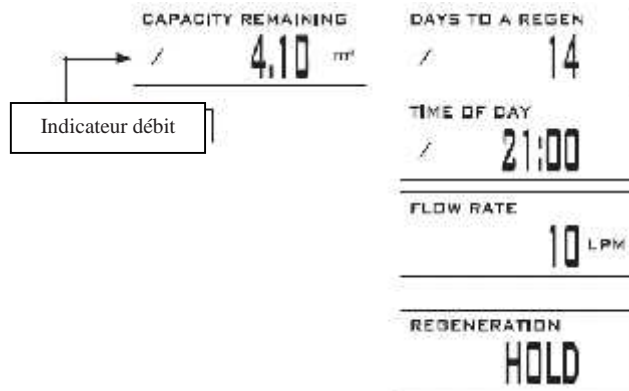 CAPACITY REMAINING
/ 4.10 m³
Indicateur débit
DAYS TO A REGEN
/ 14
TIME OF DAY
/ 21:00
FLOW RATE
10 LPM
REGENERATION
HOLD